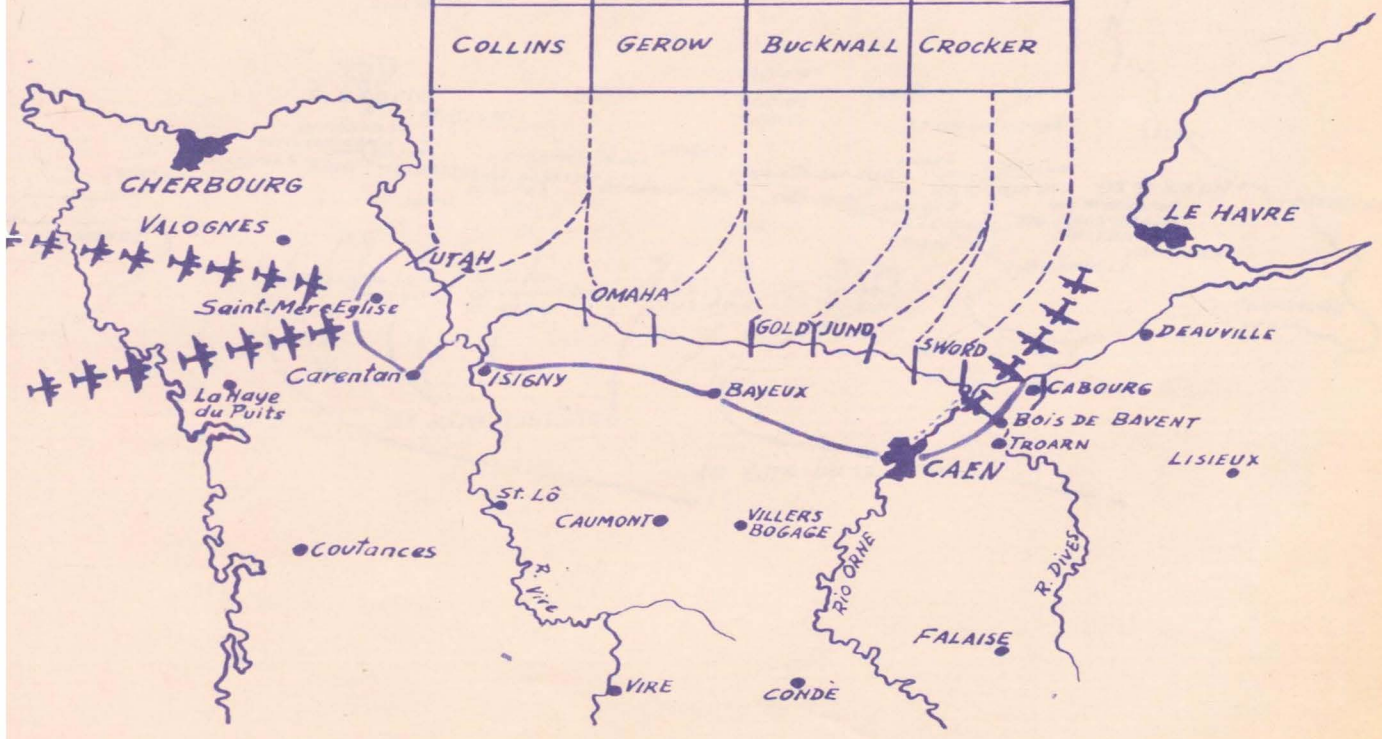 COLLINS
GEROW
BUCKNALL
CROCKER
CHERBOURG
LE HAVRE
VALOGNES
UTAH
Saint-Mère Eglise
OMAHA
GOLD
JUNO
SWORD
DEAUVILLE
Carentan
ISIGNY
BAYEUX
CABOURG
La Haye
du Puits
BOIS DE BAVENT
TROARN
CAEN
LISIEUX
St. Lô
CAUMONT
VILLERS
BOGAGE
COUTANCES
R. Vire
RIO ORNE
R. DIVES
FALAISE
VIRE
CONDÈ